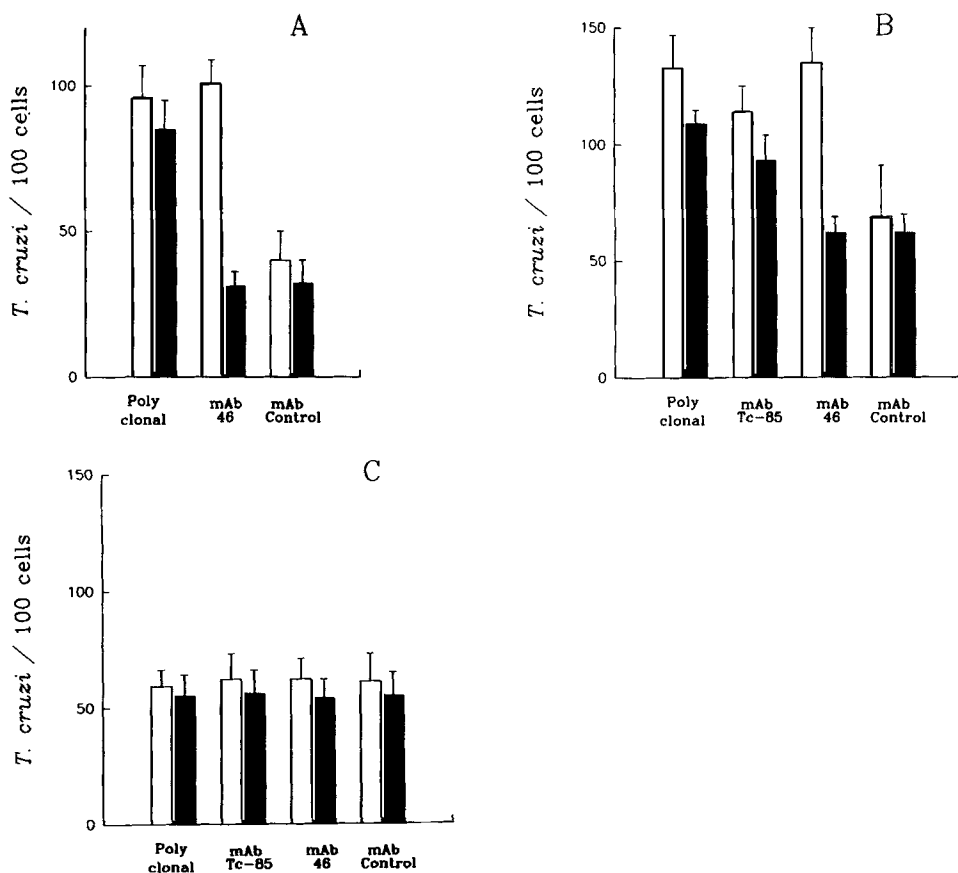 A
T. cruzi / 100 cells
100
50
0
Poly clonal
mAb 46
mAb Control
B
T. cruzi / 100 cells
150
100
50
0
Poly clonal
mAb Tc-85
mAb 46
mAb Control
C
T. cruzi / 100 cells
150
100
50
0
Poly clonal
mAb Tc-85
mAb 46
mAb Control